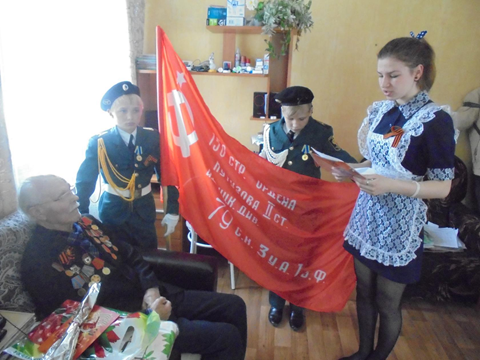 150 СТР. ОРДЕНА
КУТУЗОВА II СТ.
ИДРИЦ. ДИВ.
79 С.К. 3 У.А. 1 Б.Ф.